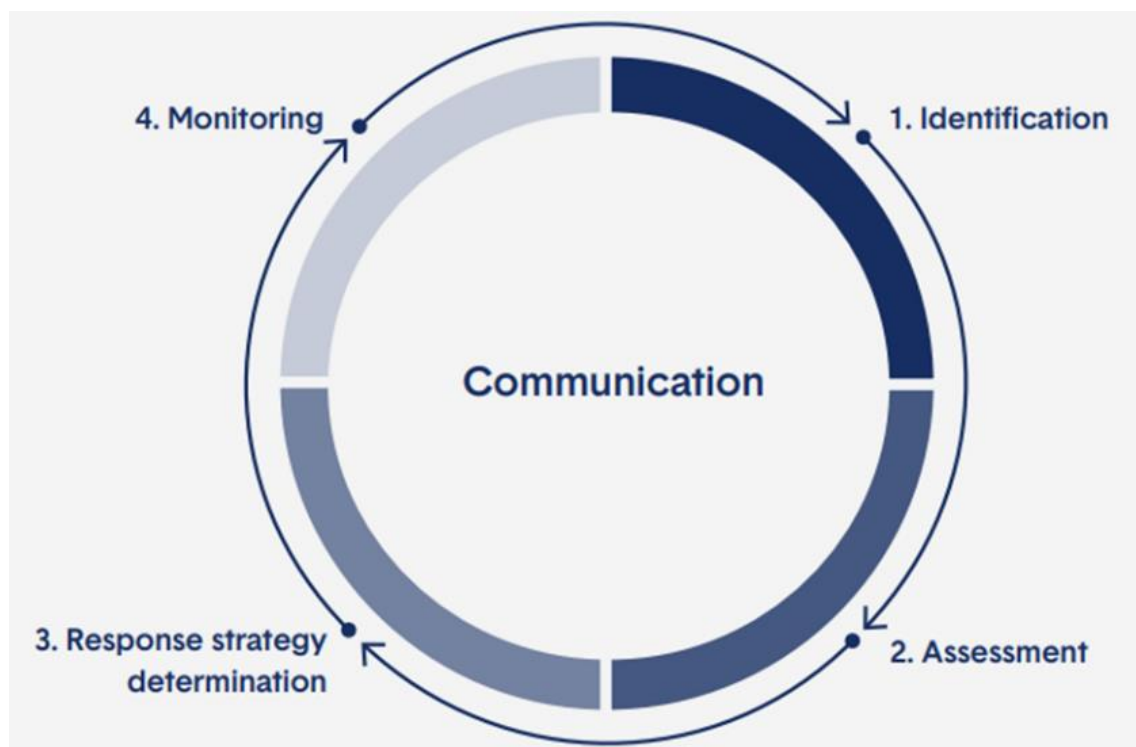 4. Monitoring
1. Identification
Communication
3. Response strategy
determination
2. Assessment